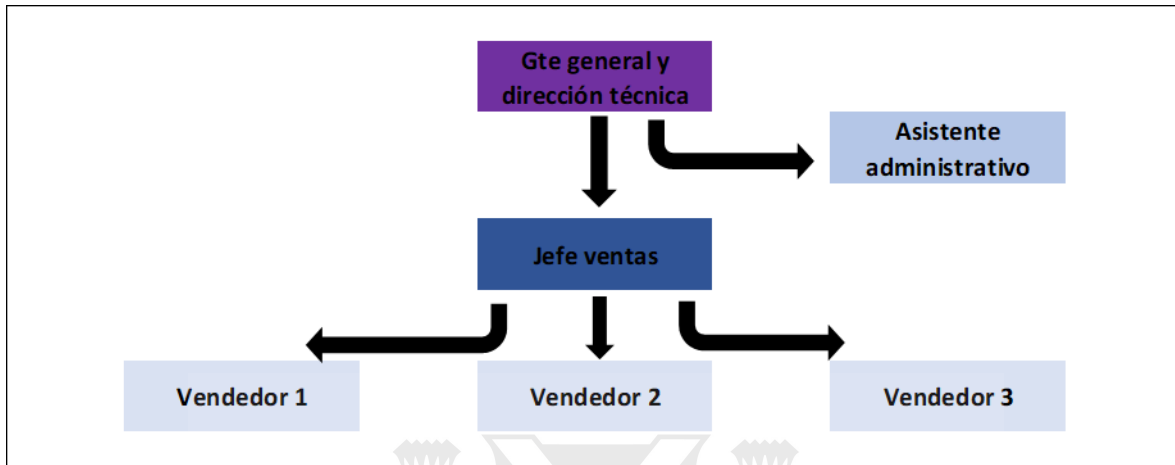 Gte general y
dirección técnica
Asistente
administrativo
Jefe ventas
Vendedor 1
Vendedor 2
Vendedor 3